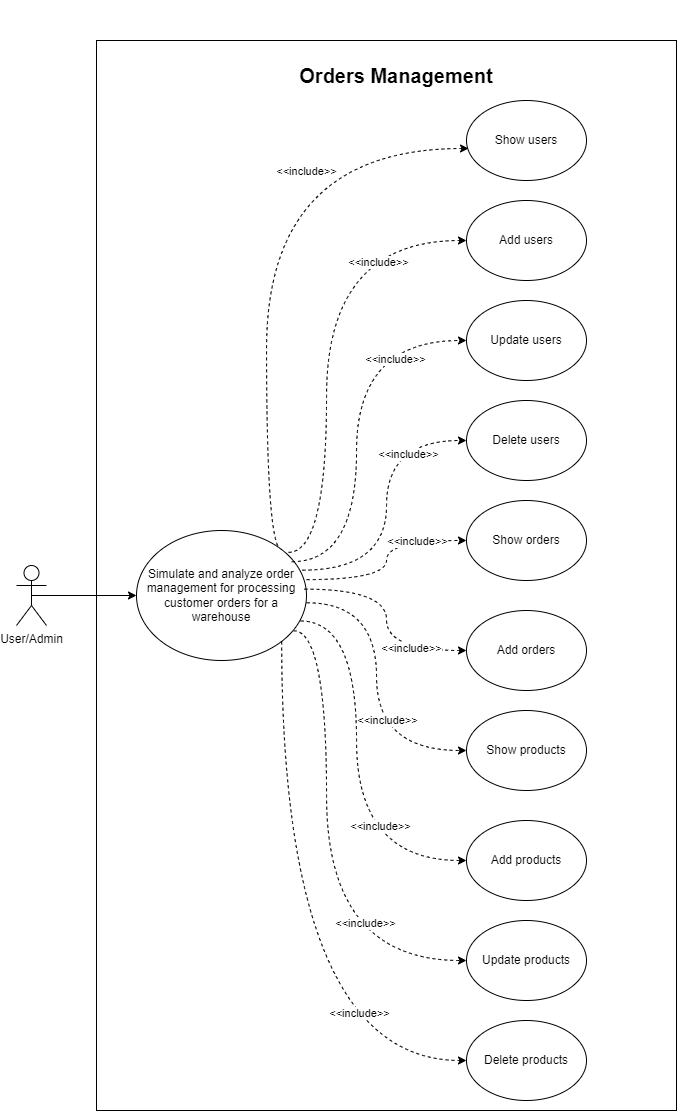 Orders Management
Show users
<<include>>
Add users
<<include>>
Update users
<<include>>
Delete users
<<include>>
Show orders
<<include>>
Simulate and analyze order
management for processing
customer orders for a
warehouse
User/Admin
Add orders
<<include>>
Show products
<<include>>
Add products
<<include>>
Update products
<<include>>
Delete products
<<include>>